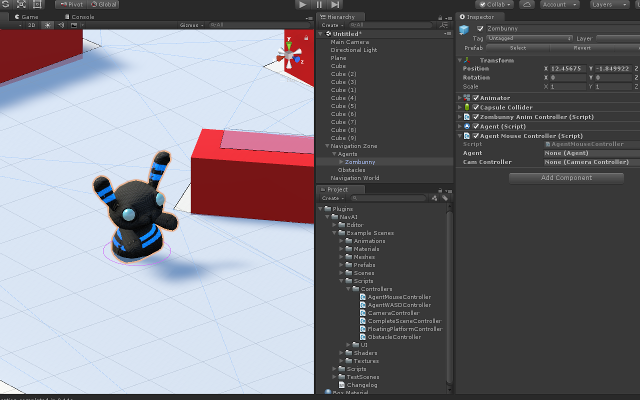 Pivot Global
Collab Account Layers
Game Console
2D Gizmos All
Hierarchy
Create All
Untitled*
Main Camera
Directional Light
Plane
Cube
Cube (2)
Cube (3)
Cube (1)
Cube (4)
Cube (5)
Cube (6)
Cube (7)
Cube (8)
Cube (9)
Navigation Zone
Agents
Zombunny
Obstacles
Navigation World
Project
Create
Plugins
NavAI
Editor
Example Scenes
Animations
Materials
Meshes
Prefabs
Scenes
Scripts
Controllers
AgentMouseController
AgentWASDController
CameraController
CompleteSceneController
FloatingPlatformController
ObstacleController
UI
Shaders
Textures
Scripts
TestScenes
Changelog
Box Material
Inspector
Zombunny
Tag Untagged Layer
Prefab Select Revert
Transform
Position X 12.45675 Y -1.849922 Z
Rotation X 0 Y 0 Z
Scale X 1 Y 1 Z
Animator
Capsule Collider
Zombunny Anim Controller (Script)
Agent (Script)
Agent Mouse Controller (Script)
Script AgentMouseController
Agent None (Agent)
Cam Controller None (Camera Controller)
Add Component